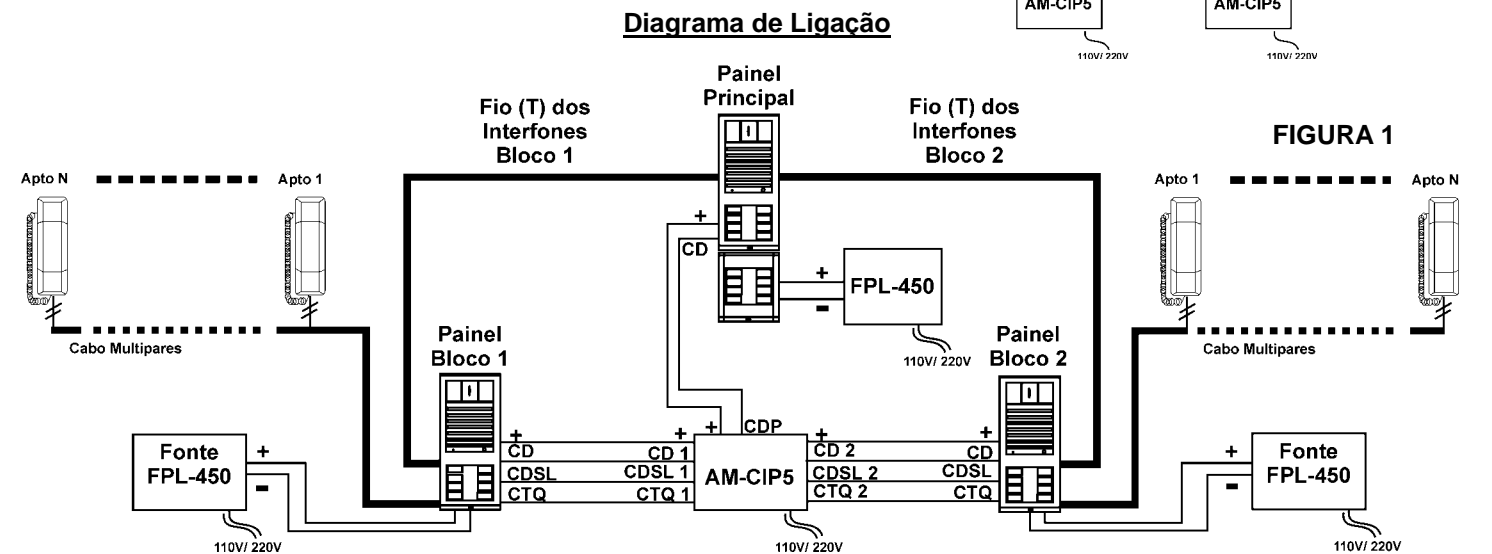 AM-CIP5
AM-CIP5
110V/ 220V
110V/ 220V
Diagrama de Ligação
Painel
Principal
Fio (T) dos
Interfones
Bloco 1
Fio (T) dos
Interfones
Bloco 2
FIGURA 1
Apto N
Apto 1
Apto 1
Apto N
+
CD
+
FPL-450
-
110V/ 220V
Cabo Multipares
Cabo Multipares
Painel
Bloco 1
Painel
Bloco 2
Fonte
FPL-450
+
-
110V/ 220V
+
CD
CDSL
CTQ
+
CD 1
CDSL 1
CTQ 1
+
CDP
AM-CIP5
110V/ 220V
+
CD 2
CDSL 2
CTQ 2
+
CD
CDSL
CTQ
+
-
Fonte
FPL-450
110V/ 220V